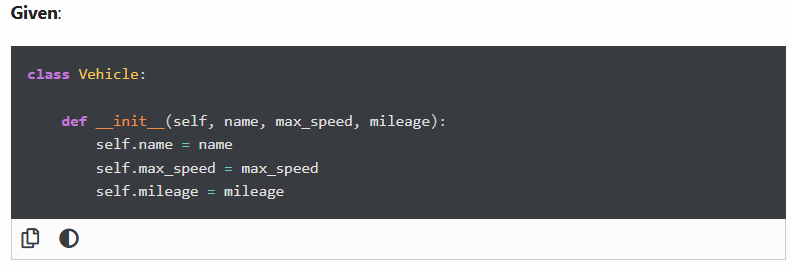 Given:
class Vehicle:
    def __init__(self, name, max_speed, mileage):
        self.name = name
        self.max_speed = max_speed
        self.mileage = mileage